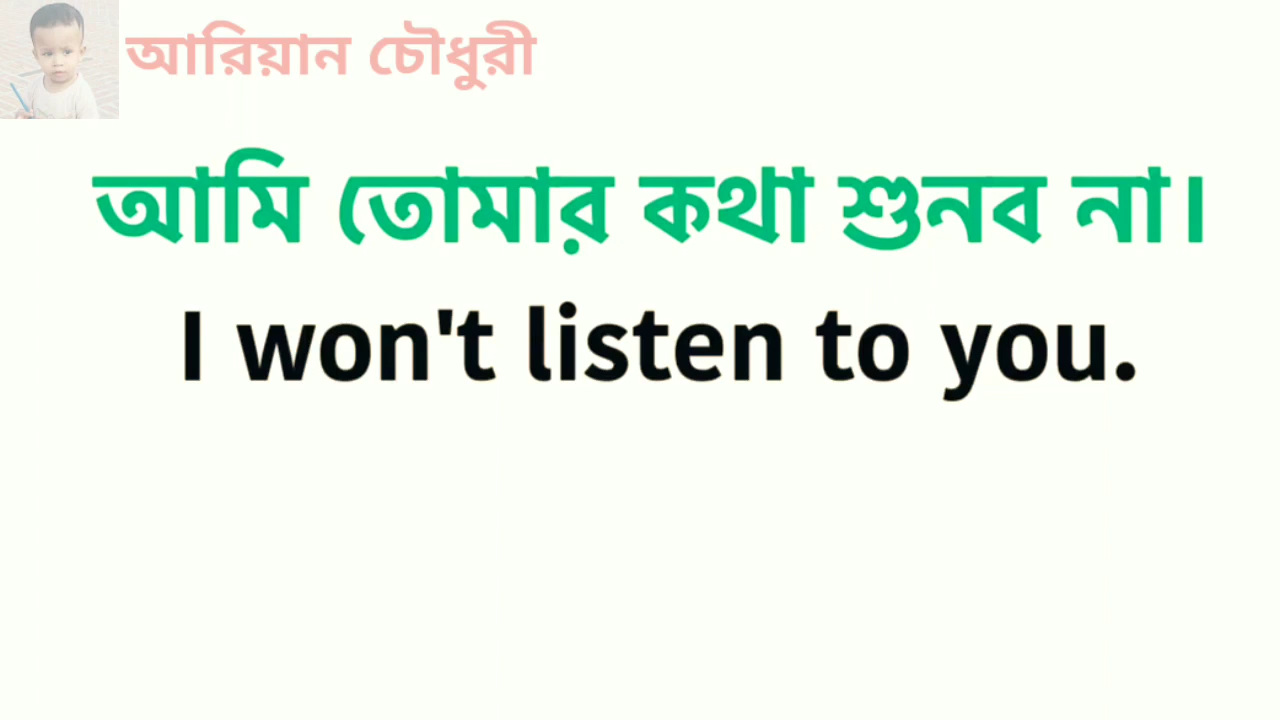 আরিয়ান চৌধুরী
আমি তোমার কথা শুনব না।
I won't listen to you.